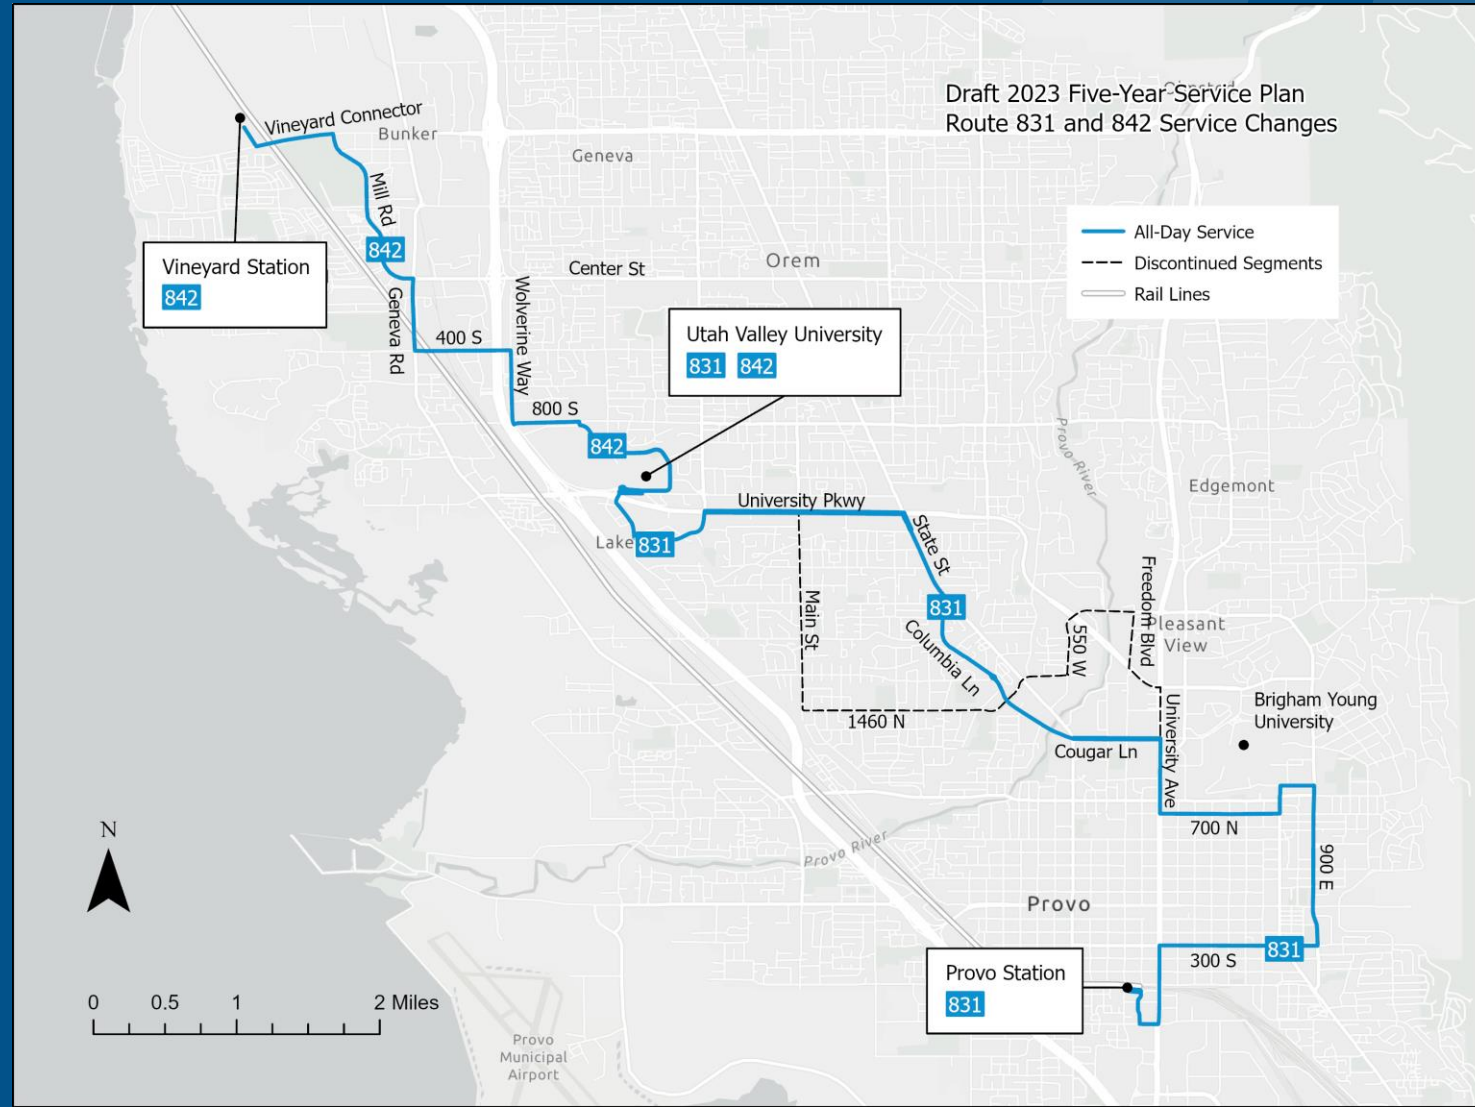 Draft 2023 Five-Year Service Plan
Route 831 and 842 Service Changes
Vineyard Connector
Bunker
Geneva
Mill Rd
842
All-Day Service
Discontinued Segments
Rail Lines
Vineyard Station
842
Center St
Orem
Geneva Rd
Wolverine Way
400 S
Utah Valley University
831 842
800 S
842
Provo River
Edgemont
University Pkwy
Lake
831
State St
Main St
831
Columbia Ln
550 W
Freedom Blvd
Pleasant
View
1460 N
University Ave
Brigham Young
University
Cougar Ln
700 N
900 E
Provo River
Provo
831
300 S
Provo Station
831
N
0 0.5 1 2 Miles
Provo
Municipal
Airport